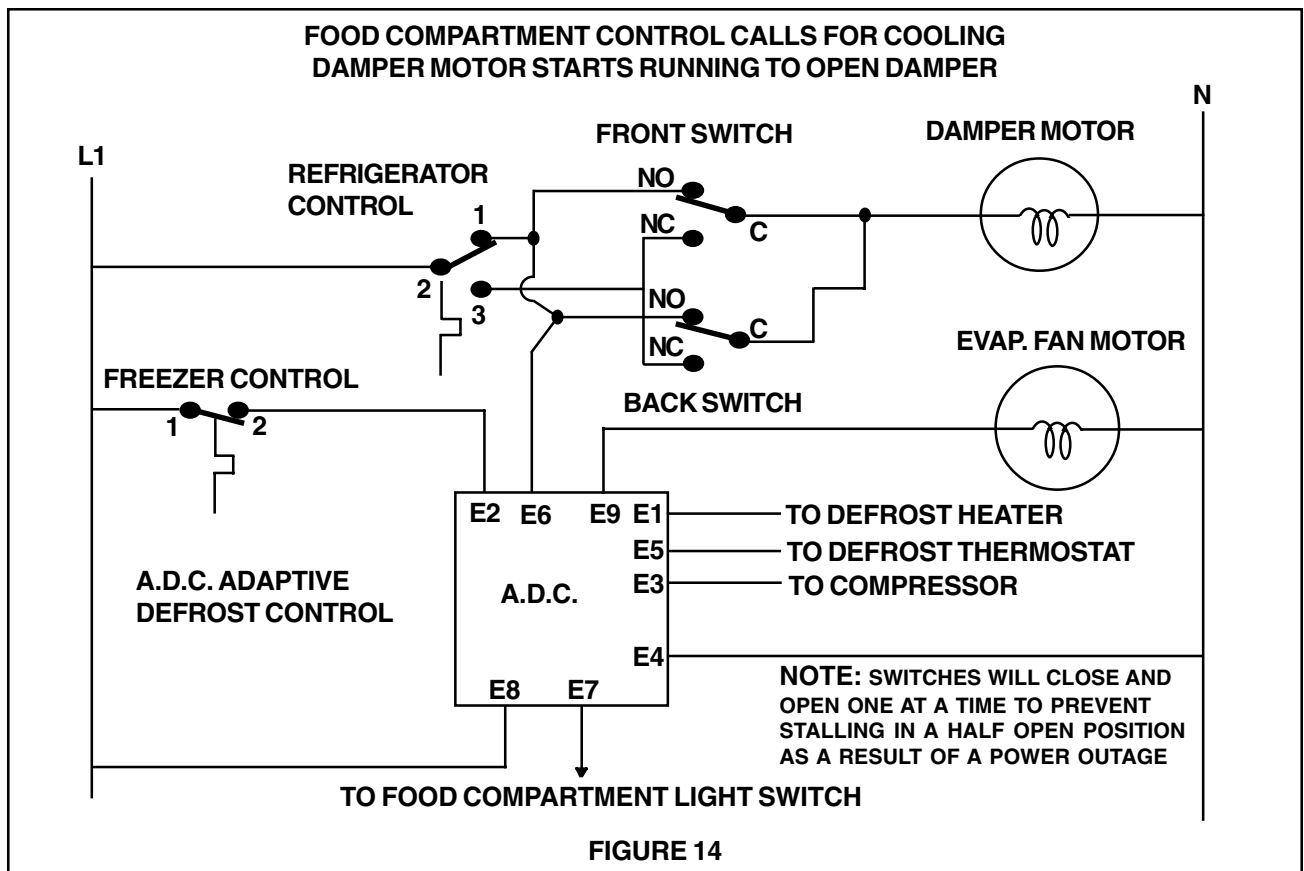 FOOD COMPARTMENT CONTROL CALLS FOR COOLING
DAMPER MOTOR STARTS RUNNING TO OPEN DAMPER
N
L1
FRONT SWITCH
DAMPER MOTOR
REFRIGERATOR
CONTROL
NO
1
C
NC
2
3
NO
C
NC
EVAP. FAN MOTOR
FREEZER CONTROL
BACK SWITCH
1
2
E2 E6 E9 E1
TO DEFROST HEATER
E5
TO DEFROST THERMOSTAT
E3
TO COMPRESSOR
A.D.C. ADAPTIVE
DEFROST CONTROL
A.D.C.
E4
E8 E7
NOTE: SWITCHES WILL CLOSE AND
OPEN ONE AT A TIME TO PREVENT
STALLING IN A HALF OPEN POSITION
AS A RESULT OF A POWER OUTAGE
TO FOOD COMPARTMENT LIGHT SWITCH
FIGURE 14